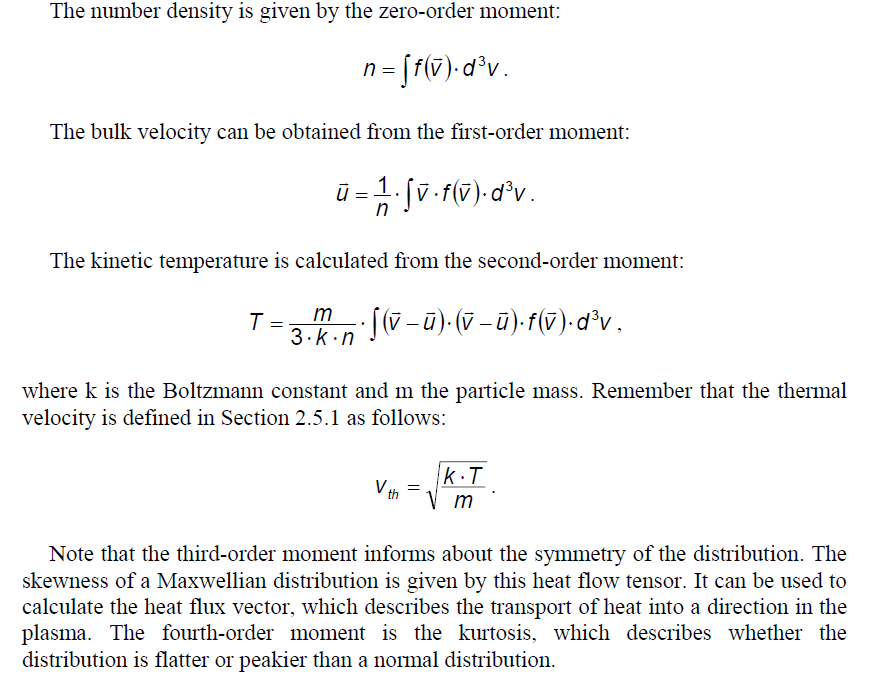 The number density is given by the zero-order moment:
n = ∫ f(v⃗) · d³v .
The bulk velocity can be obtained from the first-order moment:
u⃗ = 1/n · ∫ v⃗ · f(v⃗) · d³v .
The kinetic temperature is calculated from the second-order moment:
T = m/(3 · k · n) · ∫ (v⃗ – u⃗) · (v⃗ – u⃗) · f(v⃗) · d³v ,
where k is the Boltzmann constant and m the particle mass. Remember that the thermal
velocity is defined in Section 2.5.1 as follows:
v_th = √(k · T / m) .
Note that the third-order moment informs about the symmetry of the distribution. The
skewness of a Maxwellian distribution is given by this heat flow tensor. It can be used to
calculate the heat flux vector, which describes the transport of heat into a direction in the
plasma. The fourth-order moment is the kurtosis, which describes whether the
distribution is flatter or peakier than a normal distribution.